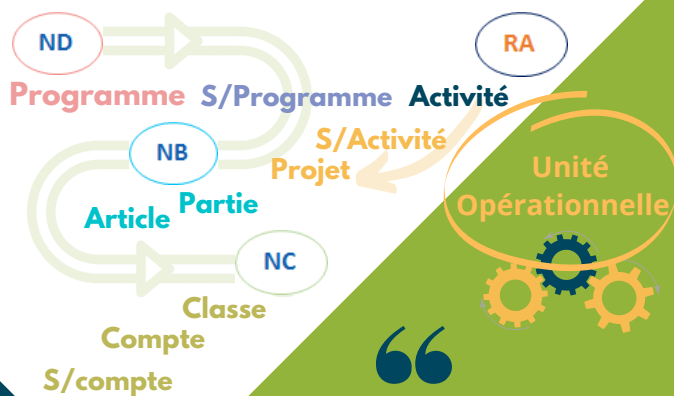 ND
RA
Programme
S/Programme
Activité
S/Activité
Projet
NB
Unité
Opérationnelle
Partie
Article
NC
Classe
Compte
S/compte
“